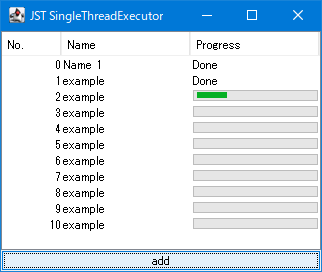 JST SingleThreadExecutor
No. Name Progress
0 Name 1 Done
1 example Done
2 example
3 example
4 example
5 example
6 example
7 example
8 example
9 example
10 example
add